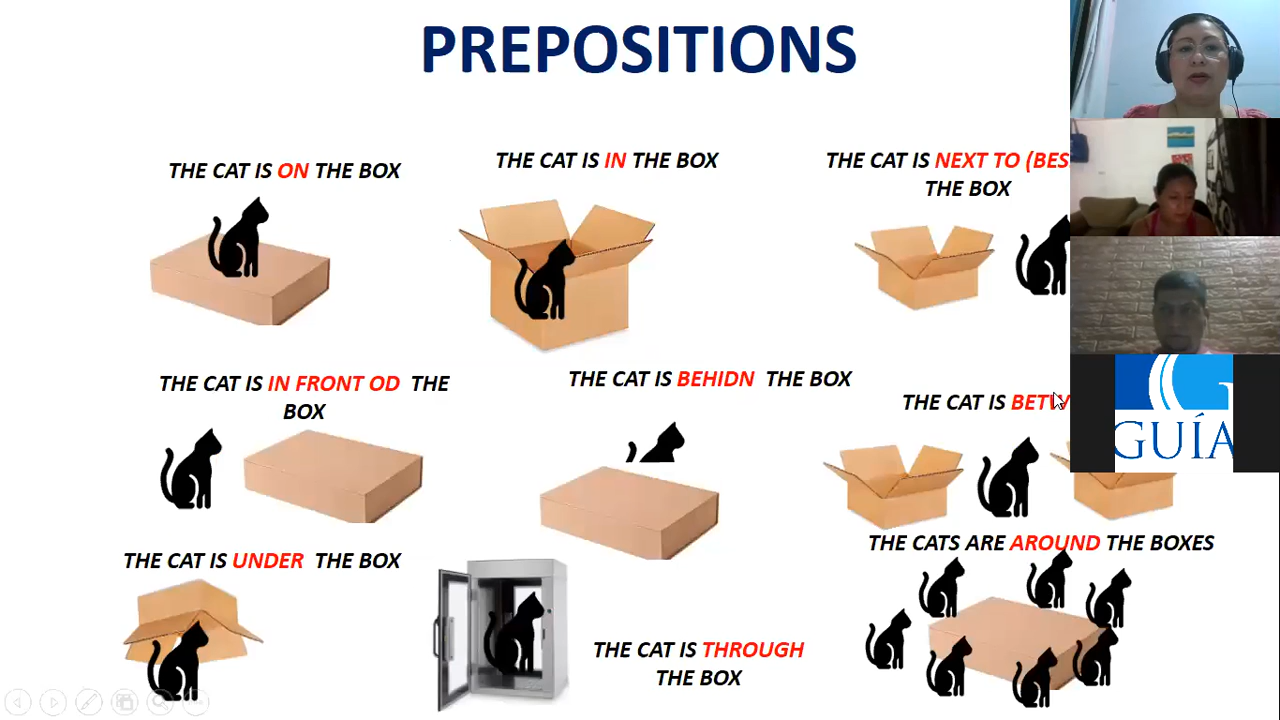 PREPOSITIONS
THE CAT IS ON THE BOX
THE CAT IS IN THE BOX
THE CAT IS NEXT TO (BES
THE BOX
THE CAT IS IN FRONT OD THE
BOX
THE CAT IS BEHIDN THE BOX
THE CAT IS
GUÍA
THE CAT IS UNDER THE BOX
THE CATS ARE AROUND THE BOXES
THE CAT IS THROUGH
THE BOX